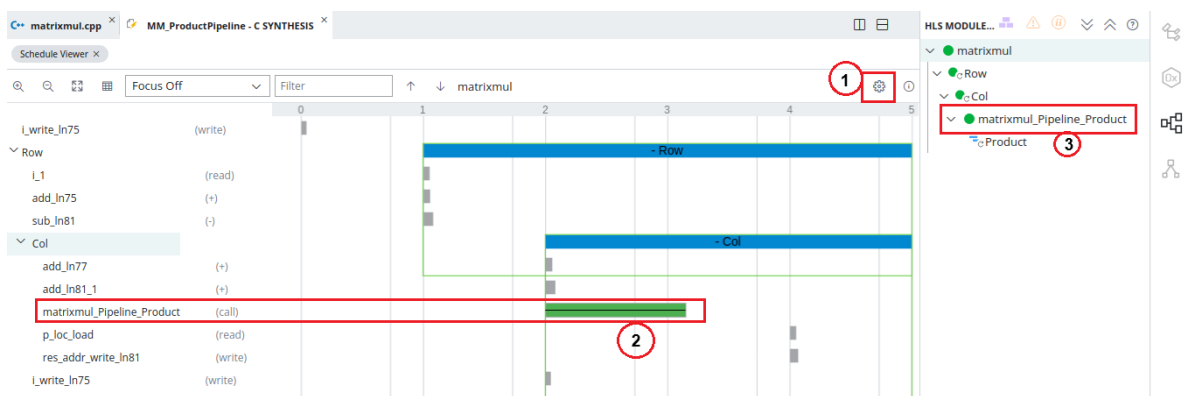 C++ matrixmul.cpp × MM_ProductPipeline - C SYNTHESIS ×
Schedule Viewer ×
Focus Off Filter matrixmul 1
0 1 2 3 4 5
i_write_ln75 (write)
Row - Row
i_1 (read)
add_ln75 (+)
sub_ln81 (-)
Col - Col
add_ln77 (+)
add_ln81_1 (+)
matrixmul_Pipeline_Product (call)
2
p_loc_load (read)
res_addr_write_ln81 (write)
i_write_ln75 (write)
HLS MODULE...
matrixmul
Row
Col
matrixmul_Pipeline_Product
Product 3
0x